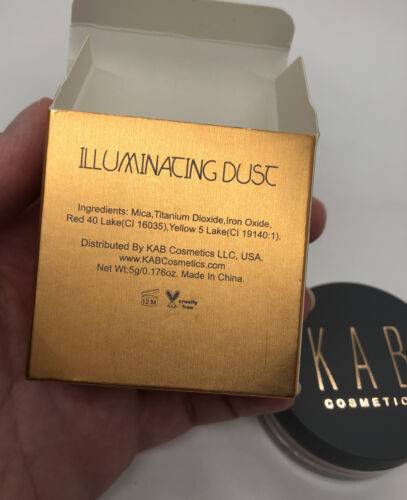 ILLUMINATING DUST
Ingredients: Mica,Titanium Dioxide,Iron Oxide,
Red 40 Lake(CI 16035),Yellow 5 Lake(CI 19140:1).
Distributed By KAB Cosmetics LLC, USA.
www.KABCosmetics.com
Net Wt:5g/0.176oz. Made In China.
12 M
cruelty
free
KAB
COSMETIC